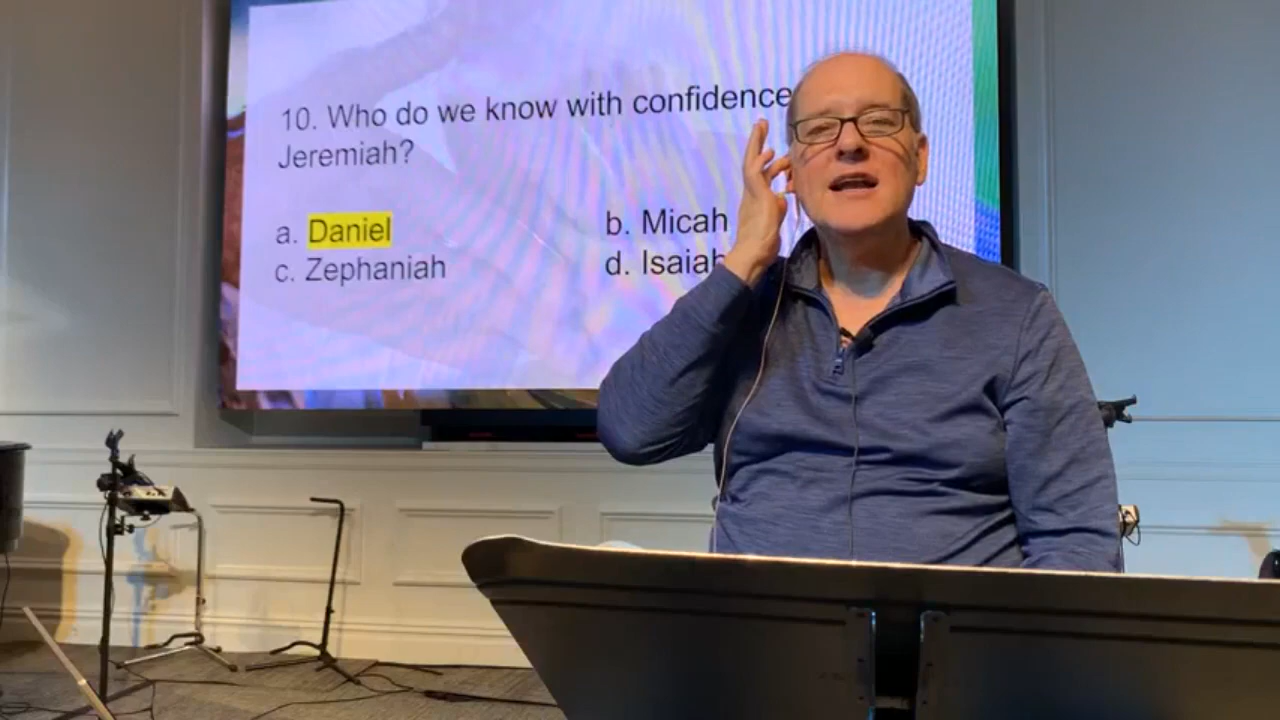 10. Who do we know with confidence
Jeremiah?
a. Daniel
b. Micah
c. Zephaniah
d. Isaiah